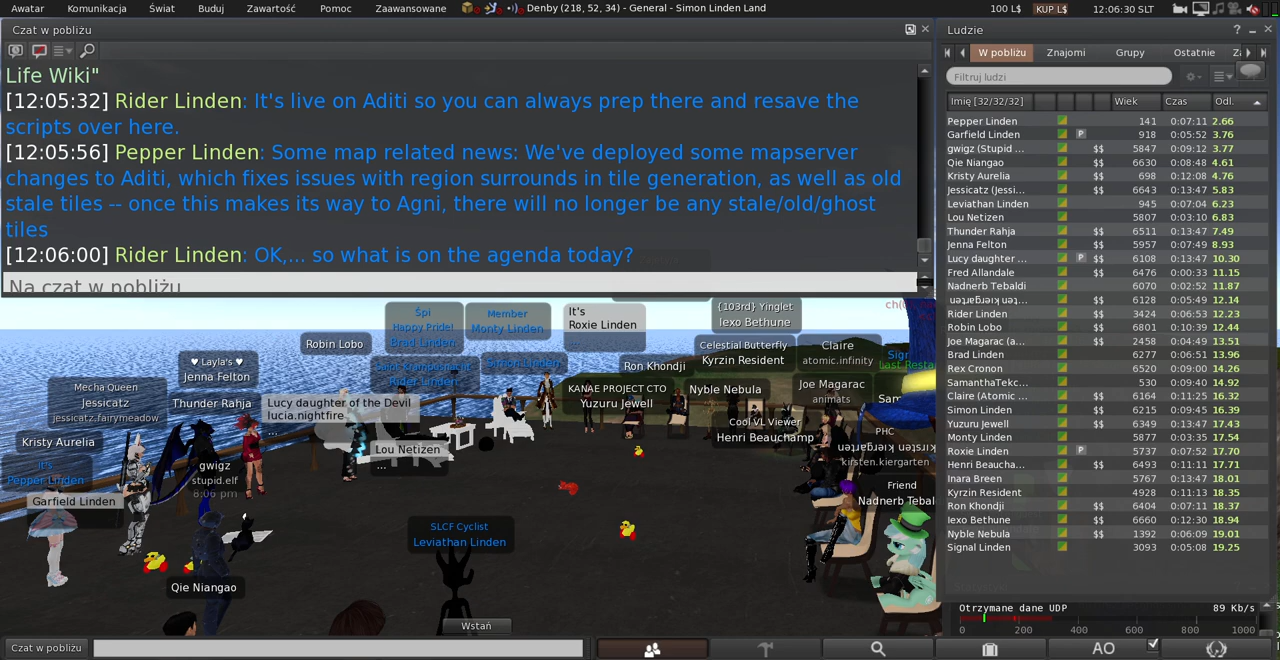 Awatar Komunikacja Świat Buduj Zawartość Pomoc Zaawansowane Denby (218, 52, 34) - General - Simon Linden Land 100 L$ KUP L$ 12:06:30 SLT
Czat w pobliżu
Life Wiki"
[12:05:32] Rider Linden: It's live on Aditi so you can always prep there and resave the
scripts over here.
[12:05:56] Pepper Linden: Some map related news: We've deployed some mapserver
changes to Aditi, which fixes issues with region surrounds in tile generation, as well as old
stale tiles -- once this makes its way to Agni, there will no longer be any stale/old/ghost
tiles
[12:06:00] Rider Linden: OK,... so what is on the agenda today?
Na czat w pobliżu
Śpi
Happy Pride!
Brad Linden
Member
Monty Linden
It's
Roxie Linden
...
{103rd} Yinglet
Iexo Bethune
Robin Lobo
Simon Linden
Rider Linden
Ron Khondji
Celestial Butterfly
Kyrzin Resident
Claire
atomic.infinity
♥ Layla's ♥
Jenna Felton
Mecha Queen
Jessicatz
jessicatz.fairymeadow
Thunder Rahja
Lucy daughter of the Devil
lucia.nightfire
...
KANAE PROJECT CTO
Yuzuru Jewell
Nyble Nebula
Joe Magarac
animats
Cool VL Viewer
Henri Beauchamp
Kristy Aurelia
Lou Netizen
...
PHC
kirsten.kiergarten
It's
Pepper Linden
gwigz
stupid.elf
8:06 pm
Friend
Nadnerb Tebal
Garfield Linden
SLCF Cyclist
Leviathan Linden
Qie Niangao
Wstań
Czat w pobliżu
AO
Ludzie
W pobliżu Znajomi Grupy Ostatnie
Filtruj ludzi
Imię [32/32/32] Wiek Czas Odl.
Pepper Linden 141 0:07:11 2.66
Garfield Linden P 918 0:05:52 3.76
gwigz (Stupid ... $$ 5847 0:09:12 3.77
Qie Niangao $$ 6630 0:08:48 4.61
Kristy Aurelia $$ 698 0:12:08 4.76
Jessicatz (Jessi... $$ 6643 0:13:47 5.83
Leviathan Linden 945 0:07:04 6.23
Lou Netizen 5807 0:03:10 6.83
Thunder Rahja $$ 6511 0:13:47 7.49
Jenna Felton $$ 5957 0:07:49 8.93
Lucy daughter ... P $$ 6108 0:13:47 10.30
Fred Allandale $$ 6476 0:00:33 11.15
Nadnerb Tebaldi 6070 0:02:52 11.87
$$ 6128 0:05:49 12.14
Rider Linden $$ 3424 0:06:53 12.23
Robin Lobo $$ 6801 0:10:39 12.44
Joe Magarac (a... $$ 2458 0:04:49 13.51
Brad Linden 6277 0:06:51 13.96
Rex Cronon $$ 6520 0:09:00 14.26
SamanthaTekc... 530 0:09:40 14.92
Claire (Atomic ... $$ 6164 0:11:25 16.32
Simon Linden $$ 6215 0:09:45 16.39
Yuzuru Jewell $$ 6349 0:13:47 17.43
Monty Linden 5877 0:03:35 17.54
Roxie Linden P 5737 0:07:52 17.70
Henri Beaucha... $$ 6493 0:11:11 17.71
Inara Breen 5767 0:13:47 18.01
Kyrzin Resident 4928 0:11:13 18.35
Ron Khondji $$ 6404 0:07:11 18.37
Iexo Bethune $$ 6660 0:12:30 18.94
Nyble Nebula $$ 1392 0:06:09 19.01
Signal Linden 3093 0:05:08 19.25
Otrzymane dane UDP 89 Kb/s
0 200 400 600 800 1000